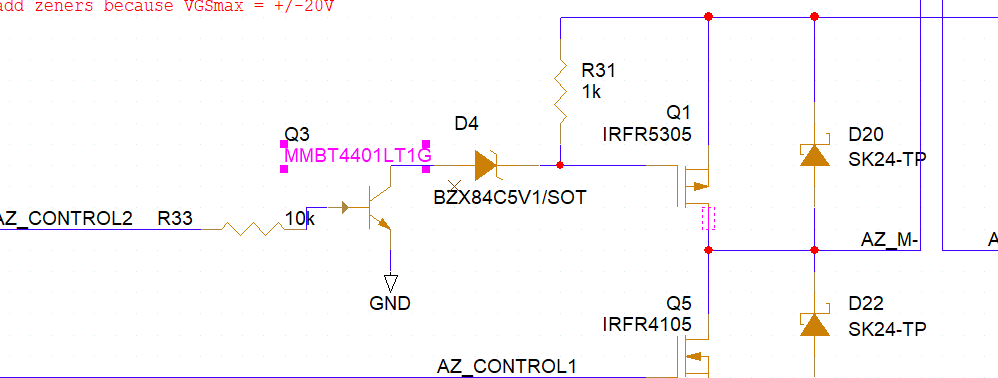 add zeners because VGSmax = +/-20V
R31
1k
Q1
IRFR5305
D4
Q3
MMBT4401LT1G
D20
SK24-TP
BZX84C5V1/SOT
AZ_CONTROL2
R33
10k
AZ_M-
A
GND
Q5
IRFR4105
D22
SK24-TP
AZ_CONTROL1